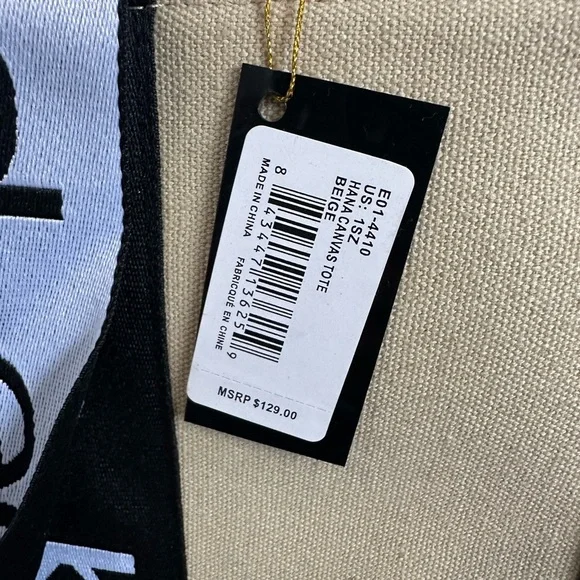 E01-4410
US: 1SZ
HANA CANVAS TOTE
BEIGE
8 43447 13625 9
MADE IN CHINA
FABRIQUÉ EN CHINE
MSRP $129.00